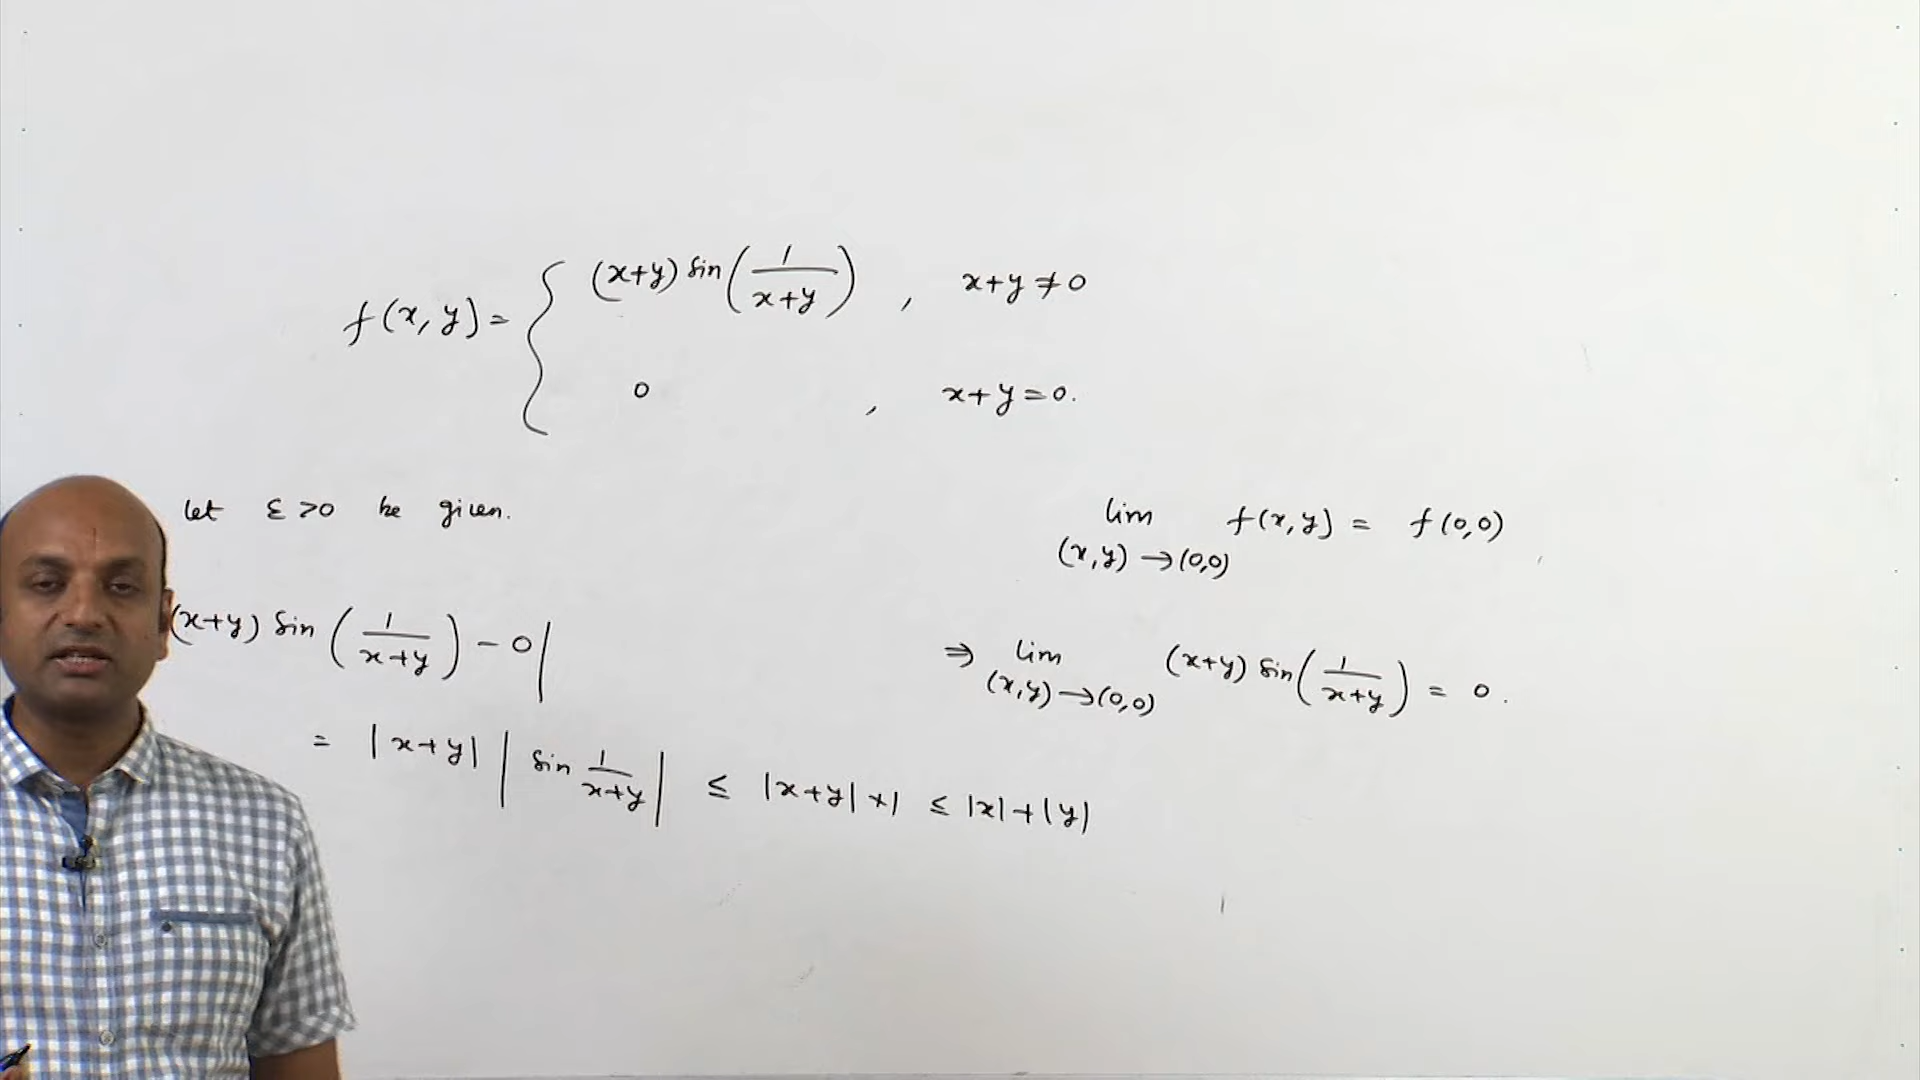 f(x,y) = { (x+y) sin(1/(x+y)) , x+y ≠ 0
0 , x+y = 0.
Let ε > 0 be given.
(x+y) sin(1/(x+y)) − 0|
= |x+y| |sin 1/(x+y)| ≤ |x+y| × 1 ≤ |x| + |y|
lim f(x,y) = f(0,0)
(x,y) → (0,0)
⇒ lim (x+y) sin(1/(x+y)) = 0.
(x,y) → (0,0)